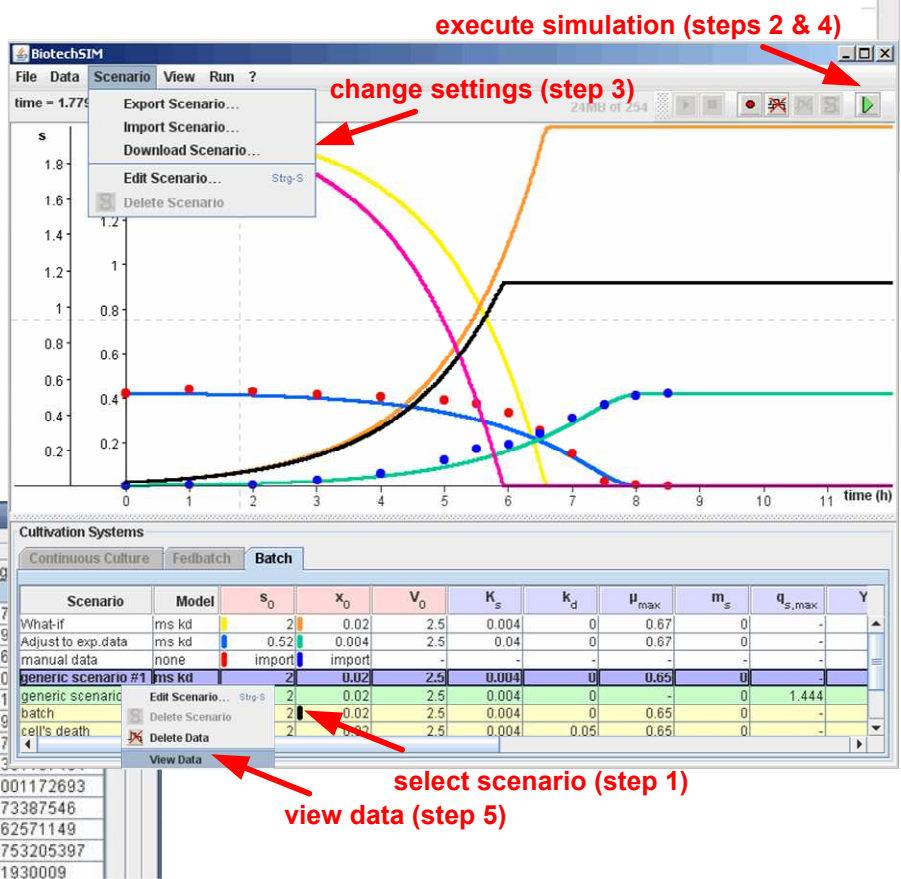 execute simulation (steps 2 & 4)
BiotechSIM
File Data Scenario View Run ?
change settings (step 3)
time = 1.779
24MB of 254
Export Scenario...
Import Scenario...
Download Scenario...
Edit Scenario... Strg-S
Delete Scenario
s
1.8
1.6
1.4
1.2
1
0.8
0.6
0.4
0.2
1.2
1
0.8
0.6
0.4
0.2
0 1 2 3 4 5 6 7 8 9 10 11 time (h)
Cultivation Systems
Continuous Culture Fedbatch Batch
Scenario Model s0 x0 V0 Ks kd μmax ms qs,max Y
What-if ms kd 2 0.02 2.5 0.004 0 0.67 0 -
Adjust to exp.data ms kd 0.52 0.004 2.5 0.04 0 0.67 0 -
manual data none import import - - - - - -
generic scenario #1 ms kd 2 0.02 2.5 0.004 0 0.65 0 -
generic scenario 2 0.02 2.5 0.004 0 - 0 1.444
batch 2 0.02 2.5 0.004 0 0.65 0 -
cell's death 2 0.02 2.5 0.004 0.05 0.65 0 -
Edit Scenario... Strg-S
Delete Scenario
Delete Data
View Data
select scenario (step 1)
view data (step 5)
001172693
73387546
62571149
753205397
1930009